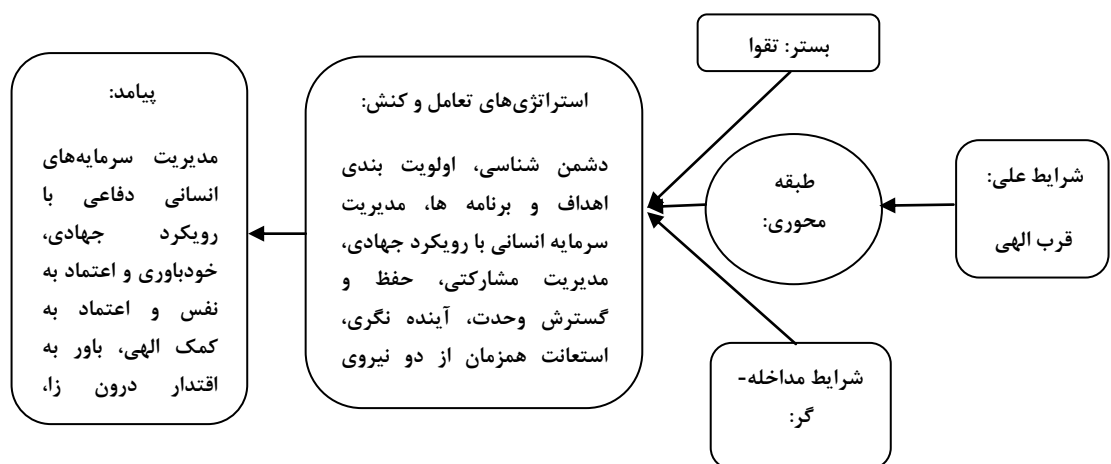 بستر: تقوا
شرایط علی:
قرب الهی
طبقه
محوری:
شرایط مداخله-
گر:
استراتژی‌های تعامل و کنش:
دشمن شناسی، اولویت بندی
اهداف و برنامه ها، مدیریت
سرمایه انسانی با رویکرد جهادی،
مدیریت مشارکتی، حفظ و
گسترش وحدت، آینده نگری،
استعانت همزمان از دو نیروی
پیامد:
مدیریت سرمایه‌های
انسانی دفاعی با
رویکرد جهادی،
خودباوری و اعتماد به
نفس و اعتماد به
کمک الهی، باور به
اقتدار درون زا،